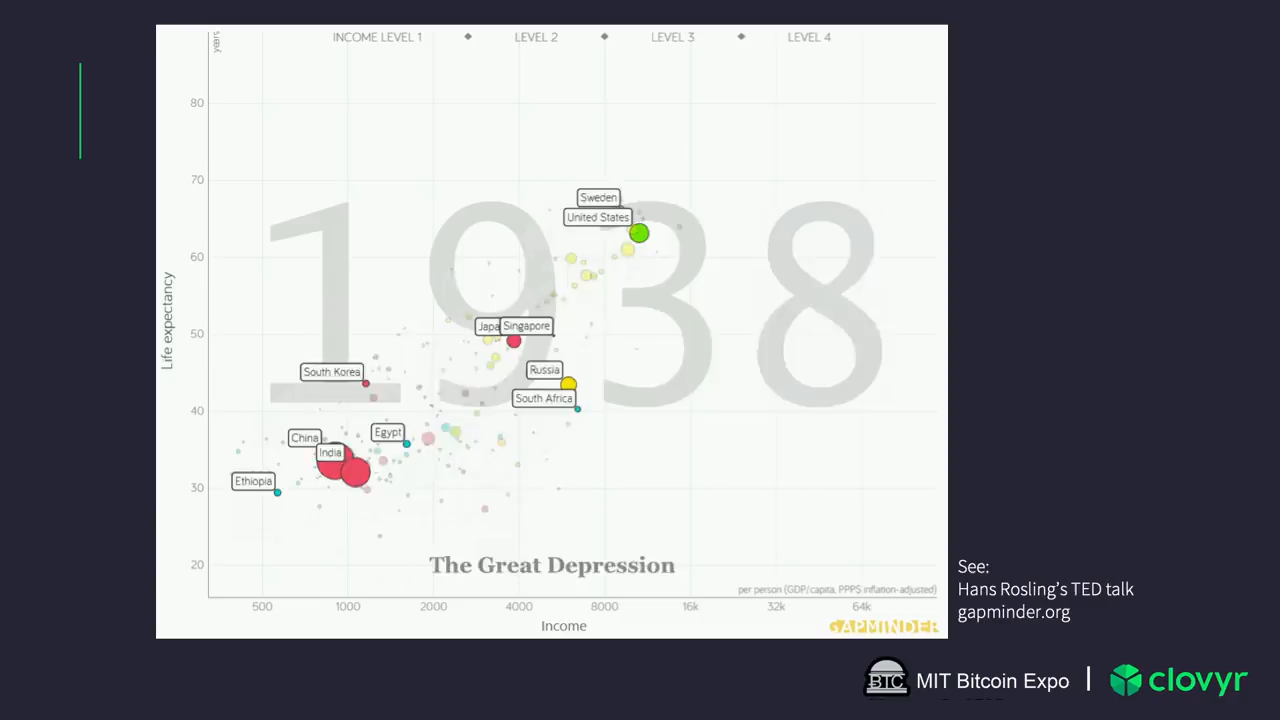 INCOME LEVEL 1 ◆ LEVEL 2 ◆ LEVEL 3 ◆ LEVEL 4
years
80
70
60
50
40
30
20
Life expectancy
1938
Sweden
United States
Japa
Singapore
South Korea
Russia
South Africa
China
Egypt
India
Ethiopia
The Great Depression
per person (GDP/capita, PPP$ inflation-adjusted)
500 1000 2000 4000 8000 16k 32k 64k
Income
GAPMINDER
See:
Hans Rosling's TED talk
gapminder.org
BTC MIT Bitcoin Expo | clovyr